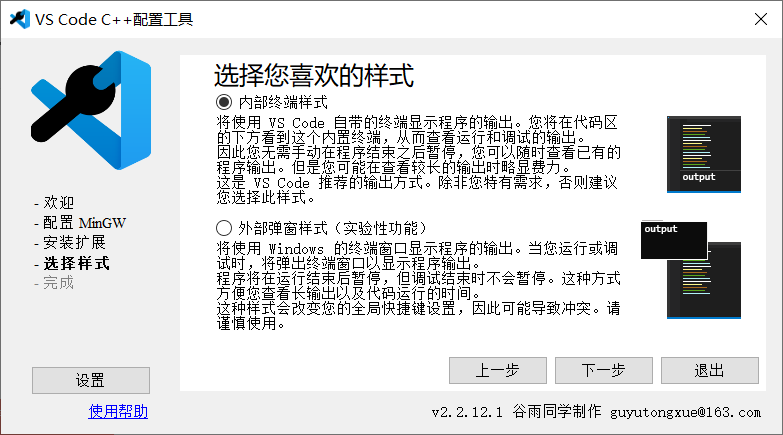 VS Code C++配置工具
选择您喜欢的样式
内部终端样式
将使用 VS Code 自带的终端显示程序的输出。您将在代码区
的下方看到这个内置终端，从而查看运行和调试的输出。
因此您无需手动在程序结束之后暂停，您可以随时查看已有的
程序输出。但是您可能在查看较长的输出时略显费力。
这是 VS Code 推荐的输出方式。除非您特有需求，否则建议
您选择此样式。
output
外部弹窗样式（实验性功能）
将使用 Windows 的终端窗口显示程序的输出。当您运行或调
试时，将弹出终端窗口以显示程序输出。
程序将在运行结束后暂停，但调试结束时不会暂停。这种方式
方便您查看长输出以及代码运行的时间。
这种样式会改变您的全局快捷键设置，因此可能导致冲突。请
谨慎使用。
output
- 欢迎
- 配置 MinGW
- 安装扩展
- 选择样式
- 完成
设置
使用帮助
上一步
下一步
退出
v2.2.12.1 谷雨同学制作 guyutongxue@163.com